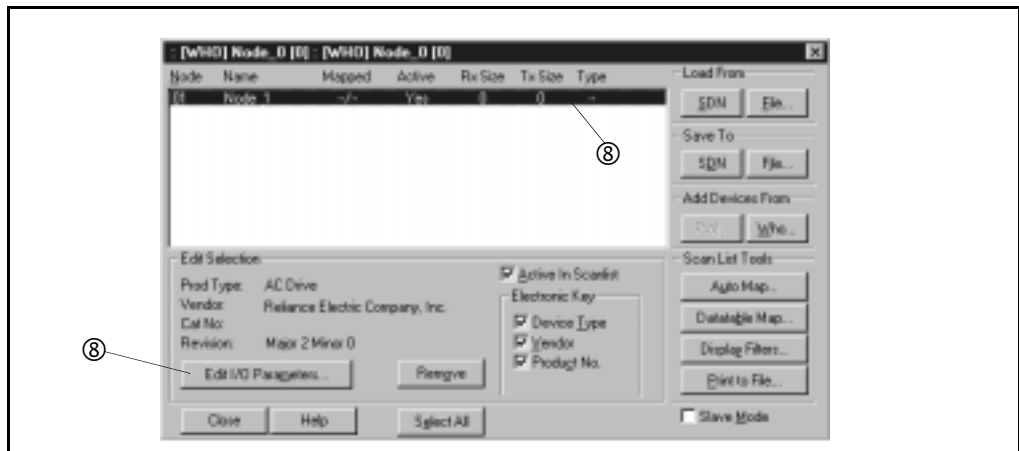 :: [WHO] Node_0 [0] :: [WHO] Node_0 [0]
Node Name Mapped Active Rx Size Tx Size Type
01 Node_1 -/- Yes 0 0 -
⑧
Load From
SDN File...
Save To
SDN File...
Add Devices From
Who...
Edit Selection
Prod Type: AC Drive
Vendor: Reliance Electric Company, Inc.
Cat No:
Revision: Major 2 Minor 0
⑧
Edit I/O Parameters...
Remove
Active In Scanlist
Electronic Key
Device Type
Vendor
Product No.
Scan List Tools
Auto Map...
Datatable Map...
Display Filters...
Print to File...
Close Help Select All
Slave Mode